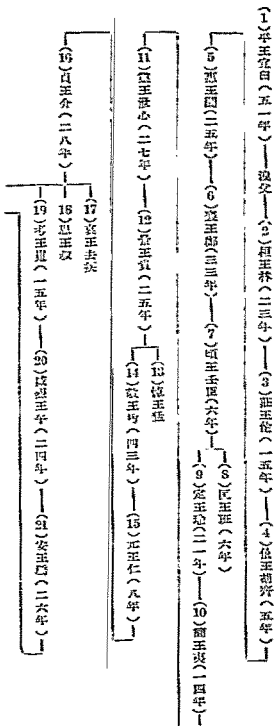 (1)平王宜臼(五一年)——洩父——(2)桓王林(二三年)——(3)莊王佗(一五年)——(4)僖王胡齊(五年)
(5)惠王閬(二五年)——(6)襄王鄭(三三年)——(7)頃王壬臣(六年)
(8)匡王班(六年)
(9)定王瑜(二一年)——(10)簡王夷(一四年)
(11)靈王泄心(二七年)——(12)景王貴(二五年)
(13)悼王猛
(14)敬王匄(四三年)——(15)元王仁(八年)
(16)貞王介(二八年)
(17)哀王去疾
(18)思王叔
(19)考王嵬(一五年)——(20)威烈王午(二四年)——(21)安王驕(二六年)